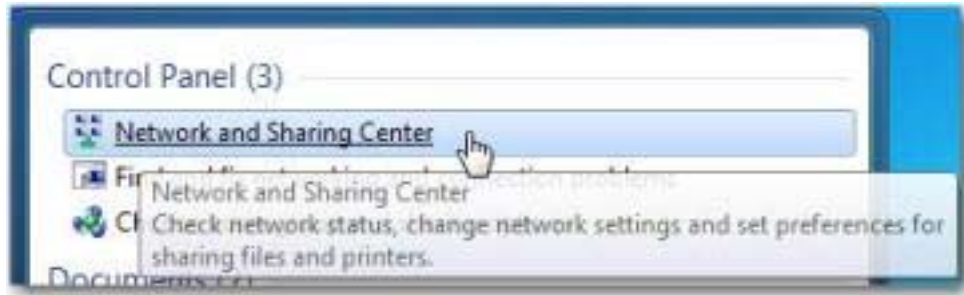 Control Panel (3)
Network and Sharing Center
Network and Sharing Center
Check network status, change network settings and set preferences for
sharing files and printers.
Documents